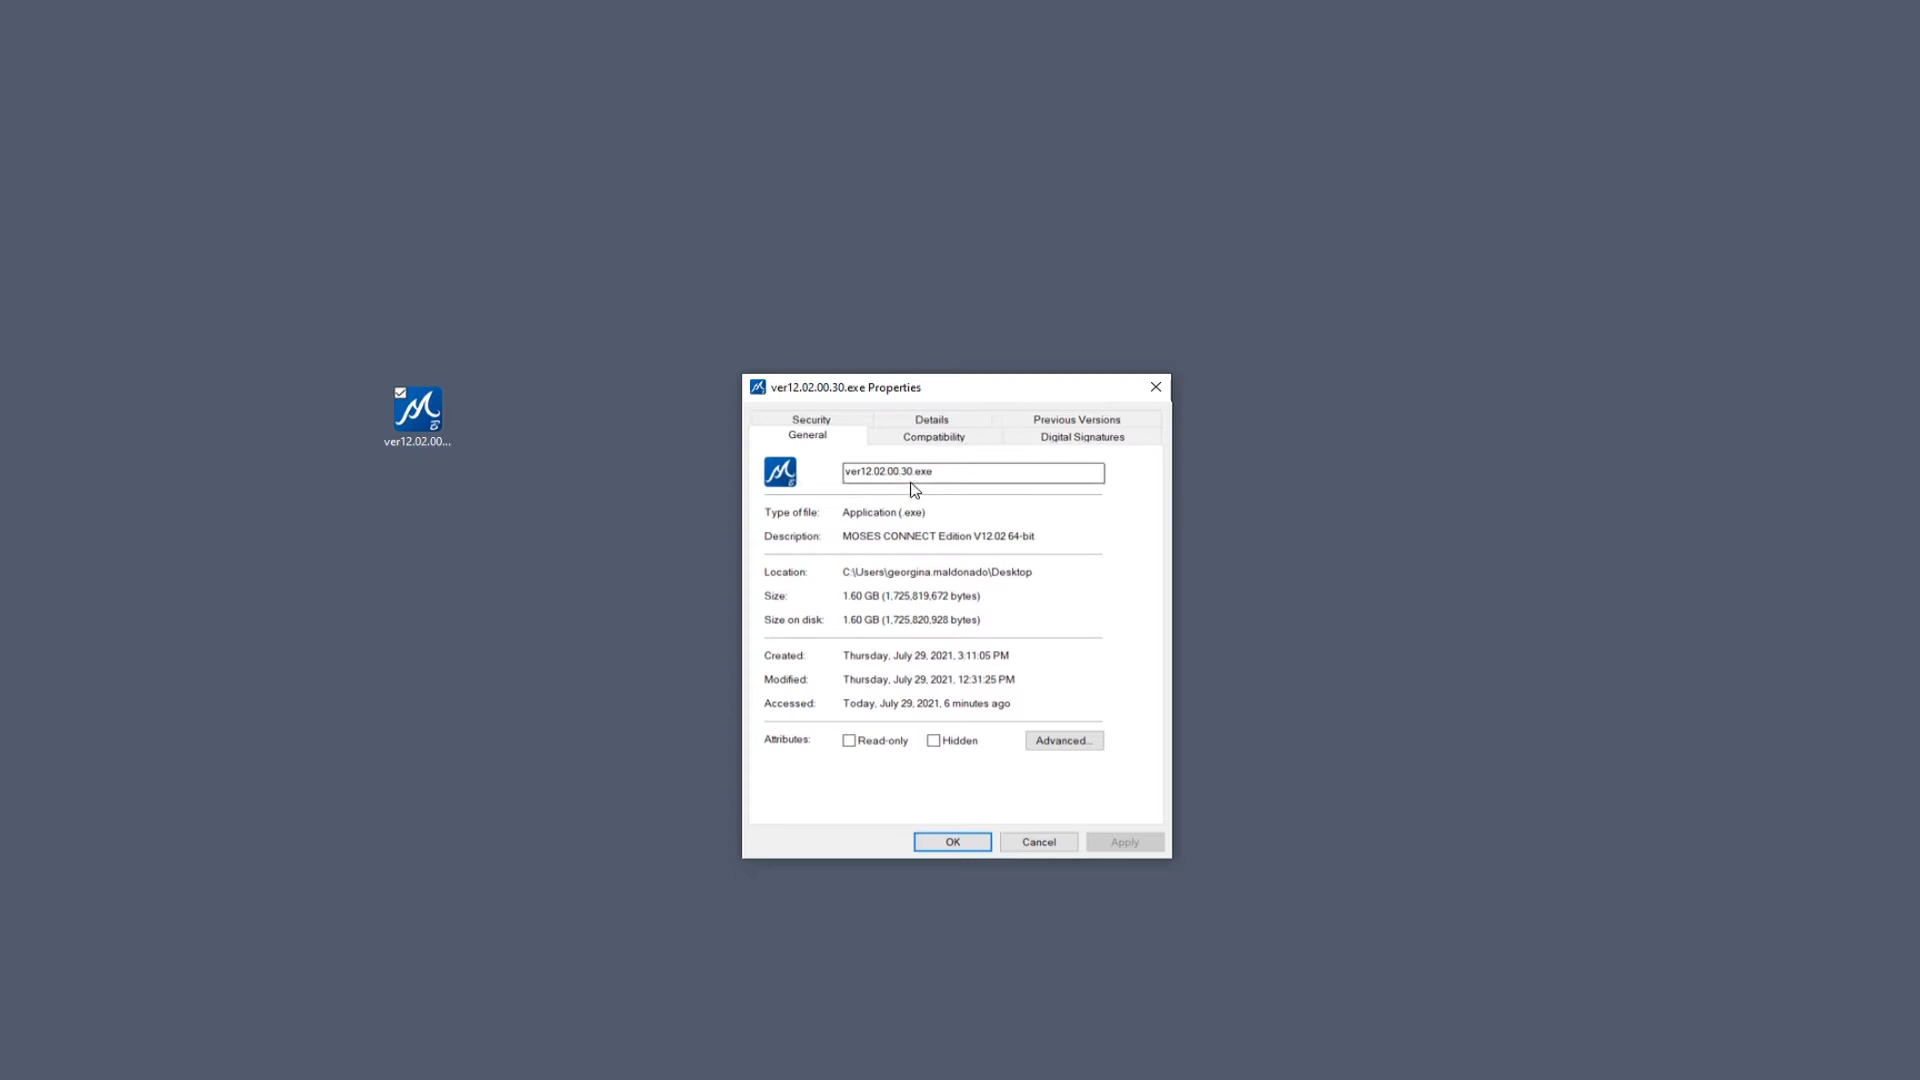 ver12.02.00...
ver12.02.00.30.exe Properties
Security Details Previous Versions
General Compatibility Digital Signatures
ver12.02.00.30.exe
Type of file: Application (.exe)
Description: MOSES CONNECT Edition V12.02 64-bit
Location: C:\Users\georgina.maldonado\Desktop
Size: 1.60 GB (1,725,819,672 bytes)
Size on disk: 1.60 GB (1,725,820,928 bytes)
Created: Thursday, July 29, 2021, 3:11:05 PM
Modified: Thursday, July 29, 2021, 12:31:25 PM
Accessed: Today, July 29, 2021, 6 minutes ago
Attributes: Read-only Hidden Advanced...
OK Cancel Apply